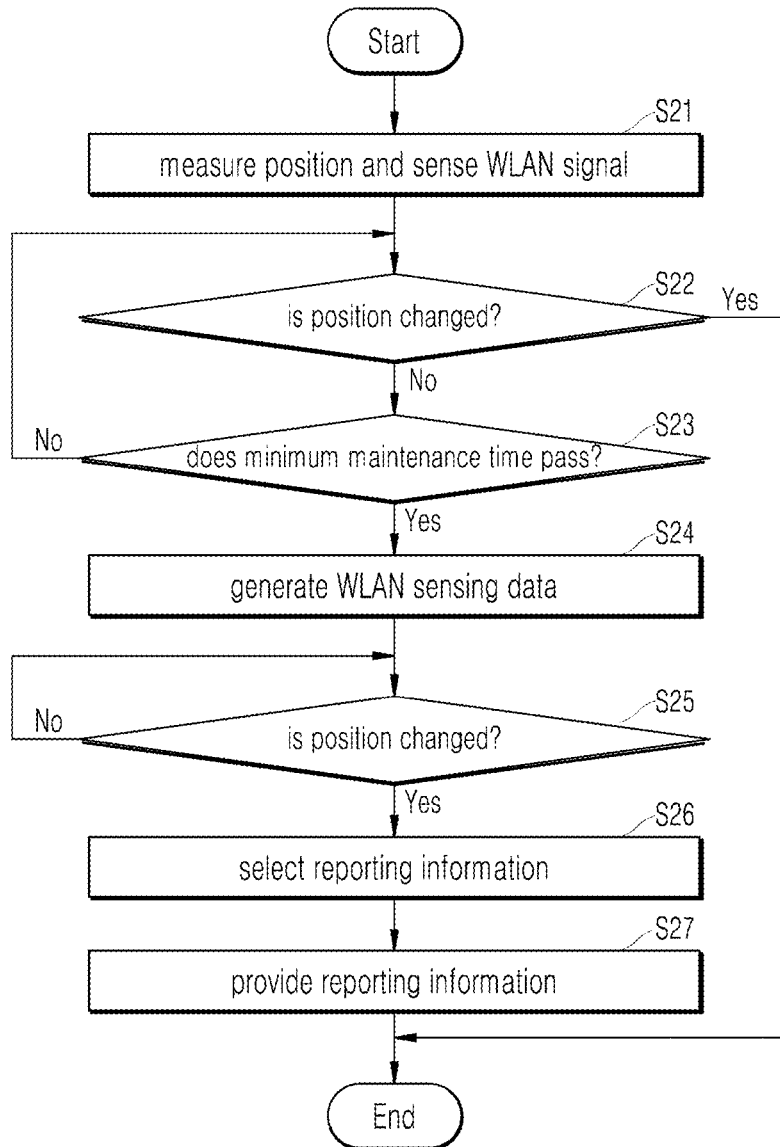 Start
S21
measure position and sense WLAN signal
S22
is position changed?
Yes
No
S23
No
does minimum maintenance time pass?
Yes
S24
generate WLAN sensing data
S25
No
is position changed?
Yes
S26
select reporting information
S27
provide reporting information
End